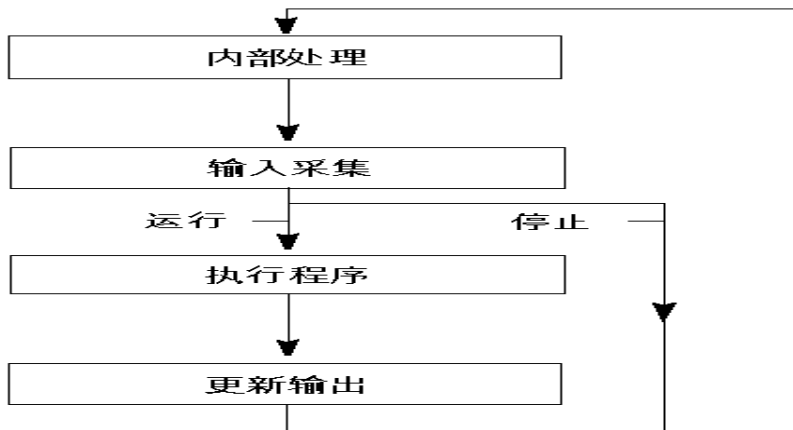 内部处理
输入采集
运行
停止
执行程序
更新输出